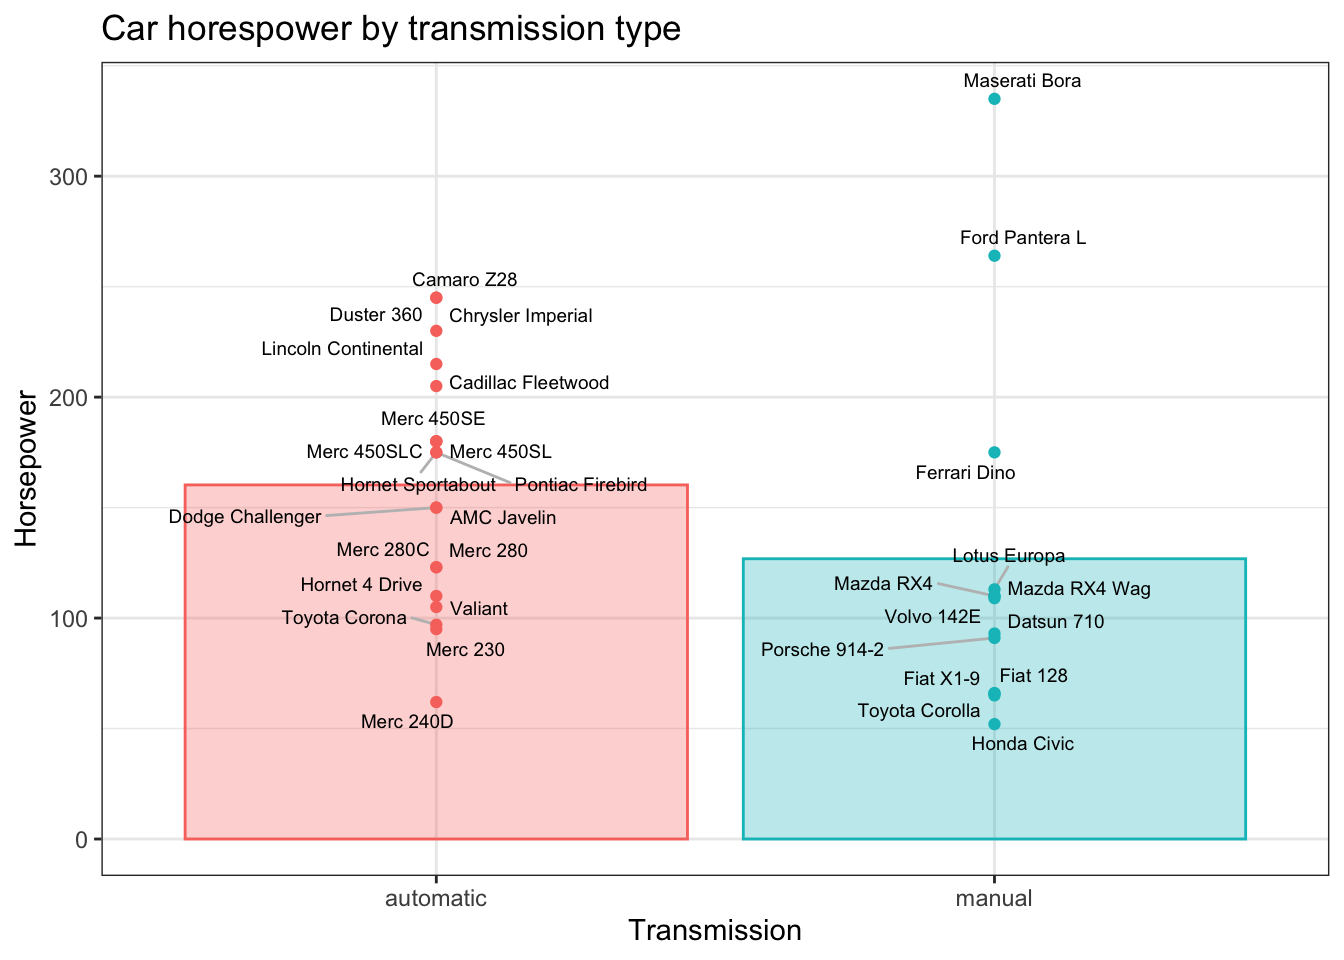 Car horespower by transmission type
Horsepower
300
200
100
0
Camaro Z28
Duster 360
Chrysler Imperial
Lincoln Continental
Cadillac Fleetwood
Merc 450SE
Merc 450SLC
Merc 450SL
Hornet Sportabout
Pontiac Firebird
Dodge Challenger
AMC Javelin
Merc 280C
Merc 280
Hornet 4 Drive
Valiant
Toyota Corona
Merc 230
Merc 240D
Maserati Bora
Ford Pantera L
Ferrari Dino
Lotus Europa
Mazda RX4
Mazda RX4 Wag
Volvo 142E
Datsun 710
Porsche 914-2
Fiat X1-9
Fiat 128
Toyota Corolla
Honda Civic
automatic
manual
Transmission